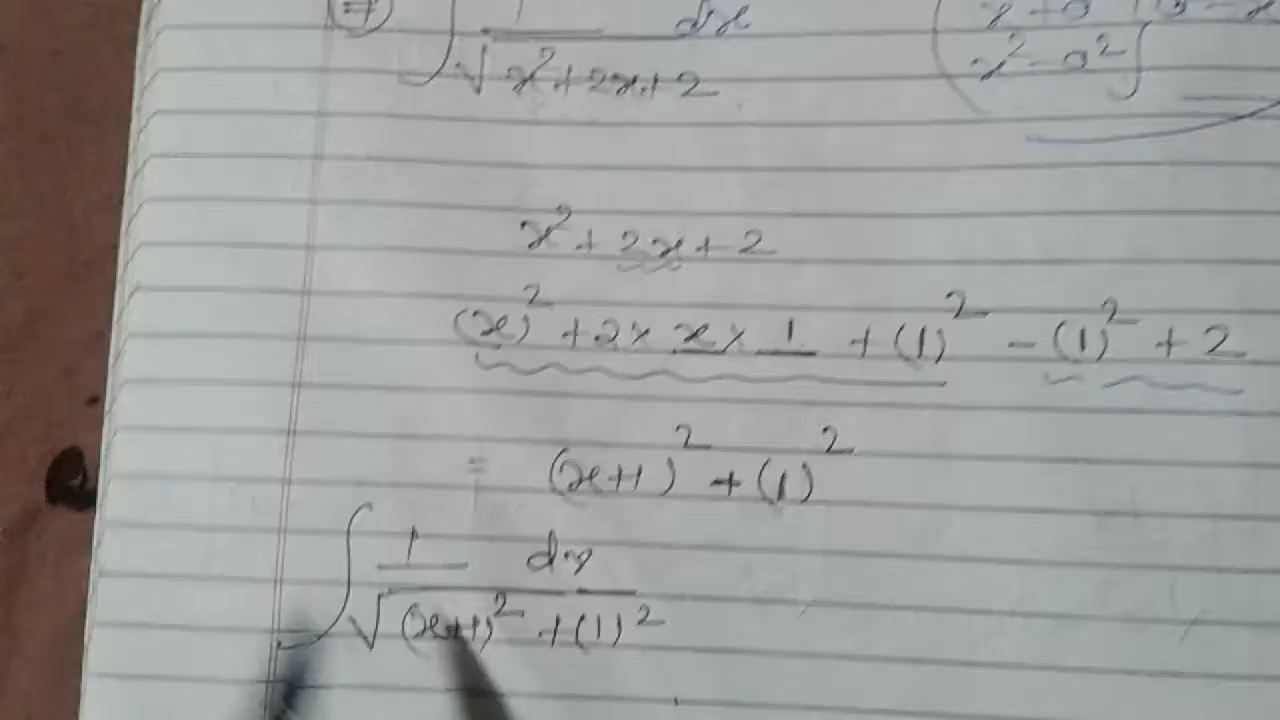 ⇒ ∫ 1/√x²+2x+2 dx
x² - a²
x² + 2x + 2
(x)² + 2 × x × 1 + (1)² - (1)² + 2
= (x+1)² + (1)²
∫ 1/√(x+1)² + (1)² dx